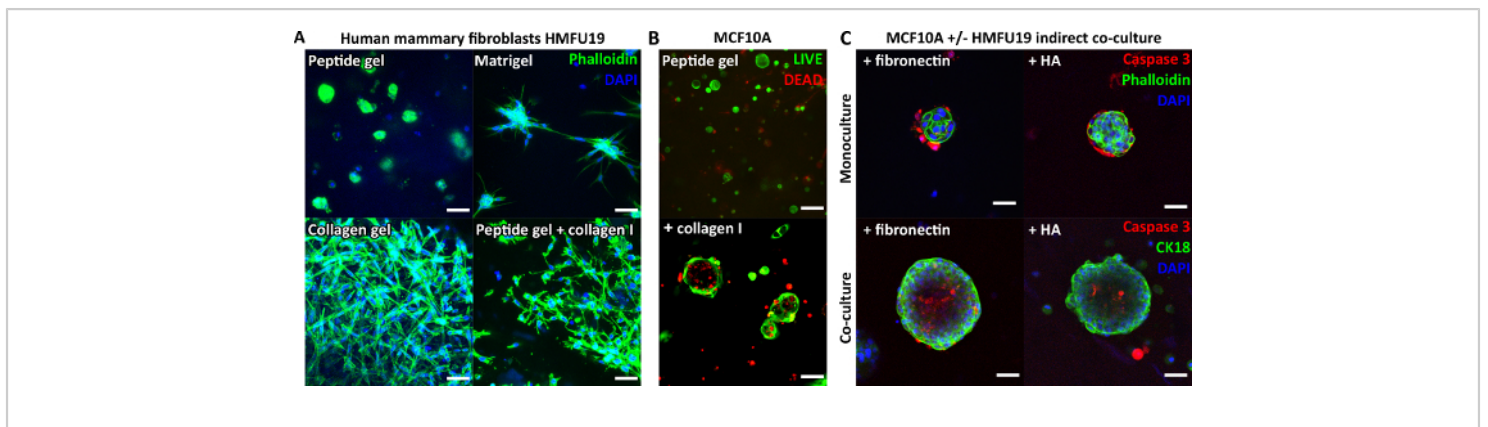 A Human mammary fibroblasts HMFU19
Peptide gel
Matrigel
Phalloidin
DAPI
Collagen gel
Peptide gel + collagen I
B MCF10A
Peptide gel
LIVE
DEAD
+ collagen I
C MCF10A +/- HMFU19 indirect co-culture
Monoculture
+ fibronectin
+ HA
Caspase 3
Phalloidin
DAPI
Co-culture
+ fibronectin
+ HA
Caspase 3
CK18
DAPI